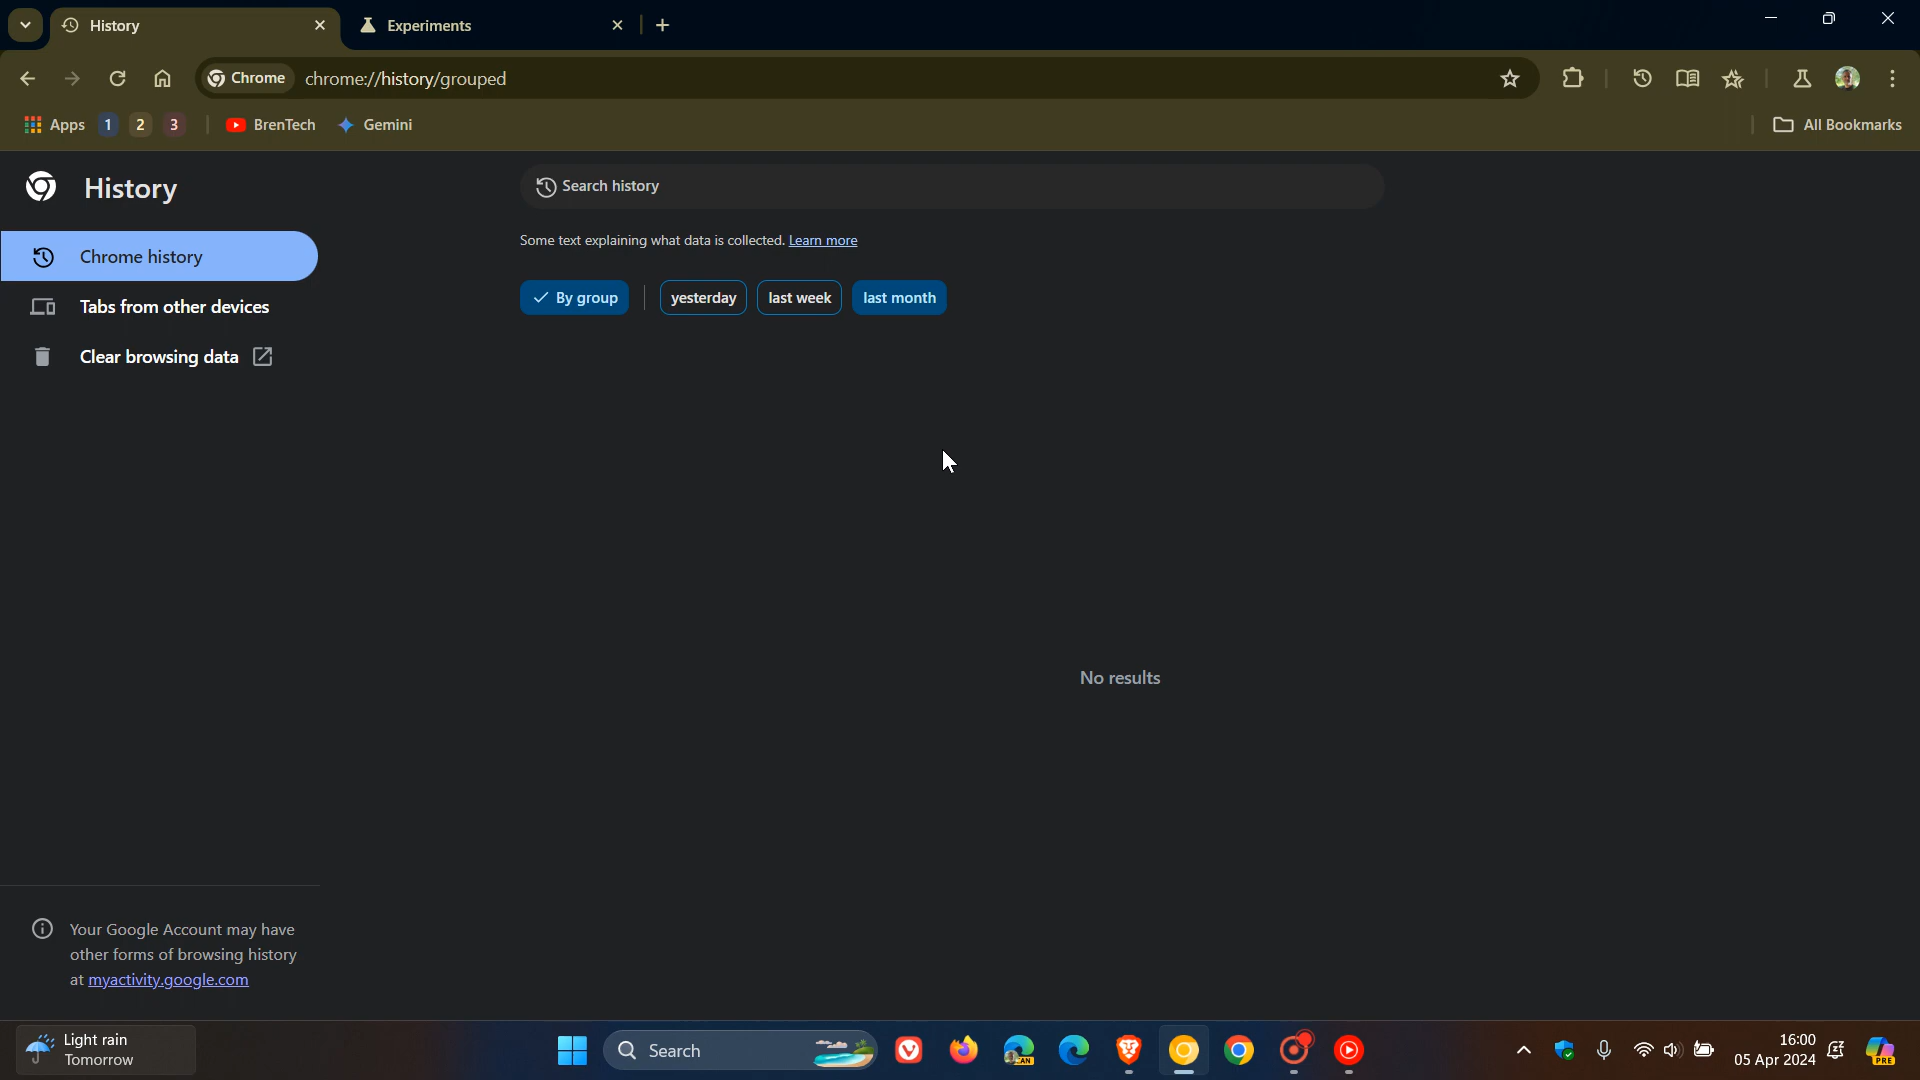 History
Experiments
Chrome
chrome://history/grouped
Apps 1 2 3 BrenTech Gemini
All Bookmarks
History
Search history
Chrome history
Some text explaining what data is collected. Learn more
Tabs from other devices
By group yesterday last week last month
Clear browsing data
No results
Your Google Account may have
other forms of browsing history
at myactivity.google.com
Light rain
Tomorrow
Search
CAN
16:00
05 Apr 2024
PRE